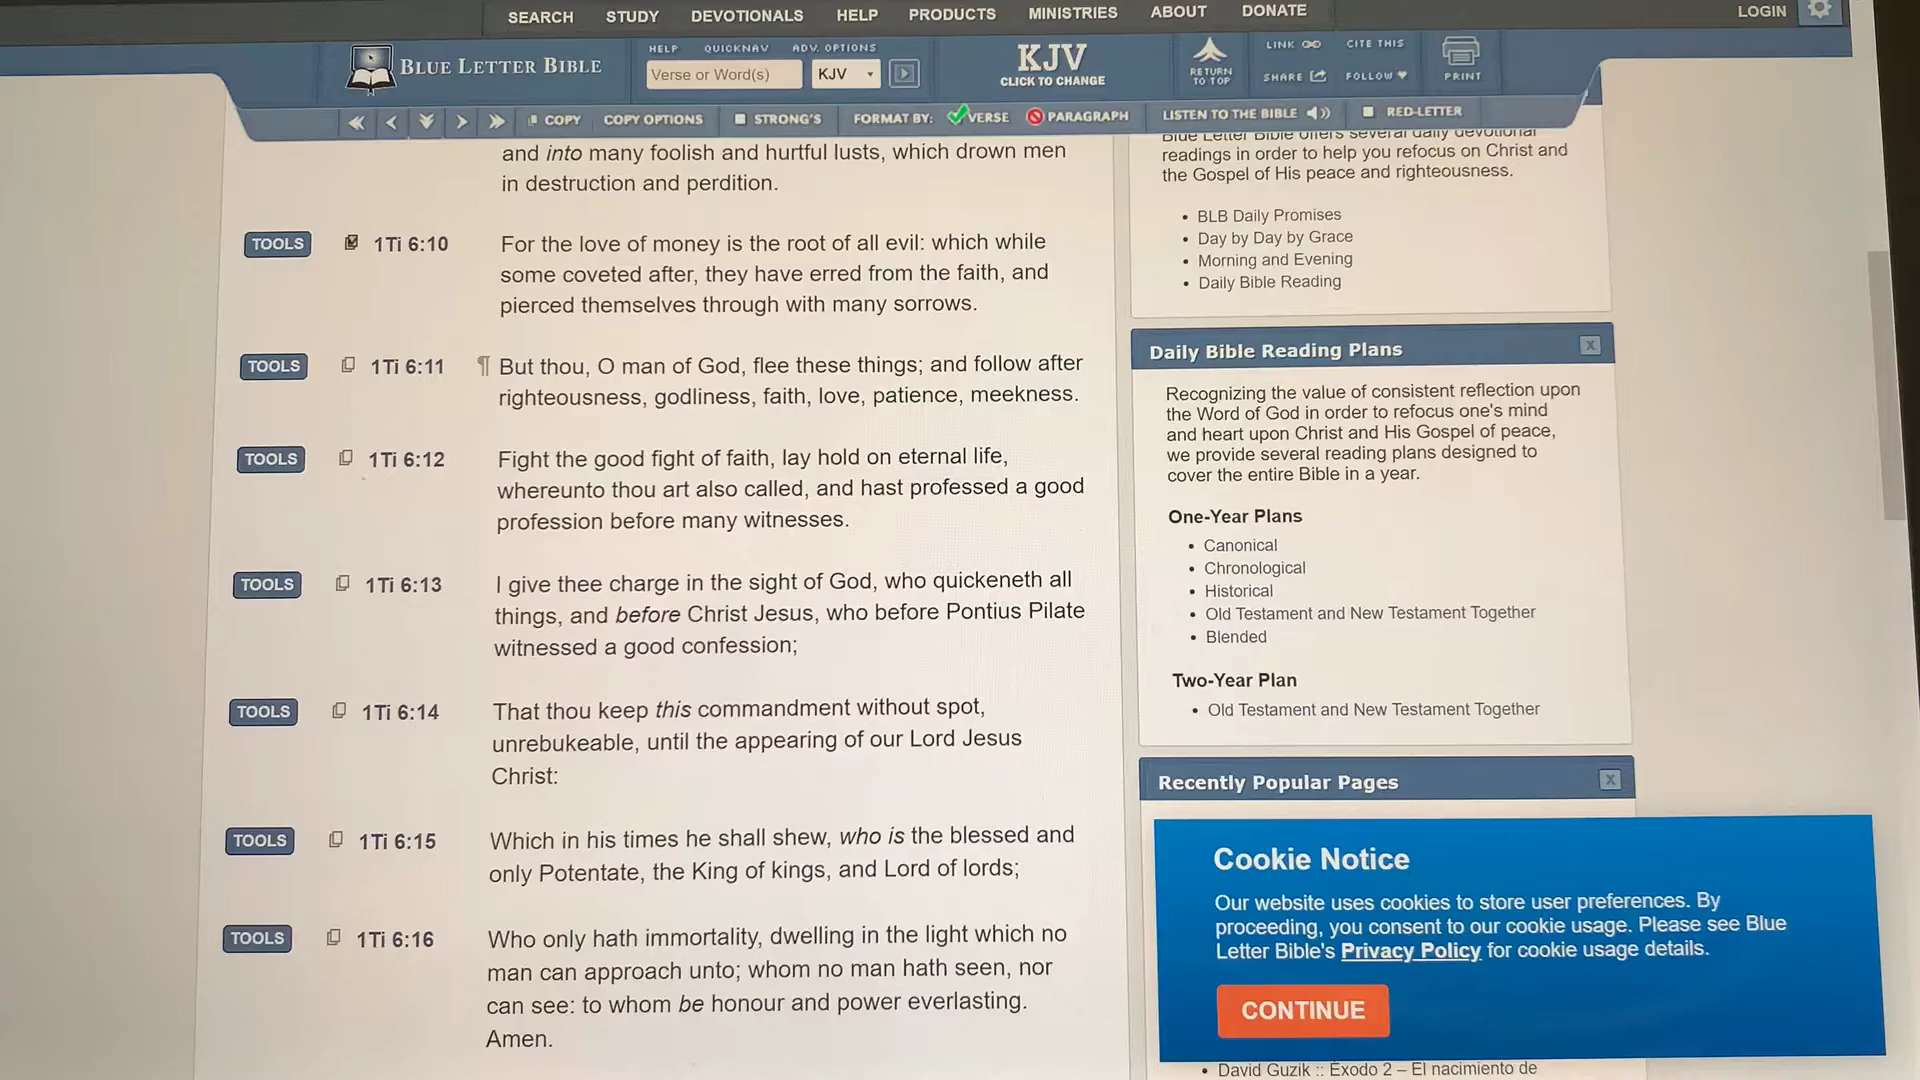 SEARCH STUDY DEVOTIONALS HELP PRODUCTS MINISTRIES ABOUT DONATE LOGIN
BLUE LETTER BIBLE
HELP QUICKNAV ADV. OPTIONS
Verse or Word(s) KJV
KJV
CLICK TO CHANGE
RETURN
TO TOP
LINK CITE THIS
SHARE FOLLOW
PRINT
COPY COPY OPTIONS STRONG'S FORMAT BY: VERSE PARAGRAPH LISTEN TO THE BIBLE RED-LETTER
and into many foolish and hurtful lusts, which drown men
in destruction and perdition.
TOOLS 1Ti 6:10 For the love of money is the root of all evil: which while
some coveted after, they have erred from the faith, and
pierced themselves through with many sorrows.
TOOLS 1Ti 6:11 ¶ But thou, O man of God, flee these things; and follow after
righteousness, godliness, faith, love, patience, meekness.
TOOLS 1Ti 6:12 Fight the good fight of faith, lay hold on eternal life,
whereunto thou art also called, and hast professed a good
profession before many witnesses.
TOOLS 1Ti 6:13 I give thee charge in the sight of God, who quickeneth all
things, and before Christ Jesus, who before Pontius Pilate
witnessed a good confession;
TOOLS 1Ti 6:14 That thou keep this commandment without spot,
unrebukeable, until the appearing of our Lord Jesus
Christ:
TOOLS 1Ti 6:15 Which in his times he shall shew, who is the blessed and
only Potentate, the King of kings, and Lord of lords;
TOOLS 1Ti 6:16 Who only hath immortality, dwelling in the light which no
man can approach unto; whom no man hath seen, nor
can see: to whom be honour and power everlasting.
Amen.
Blue Letter Bible offers several daily devotional
readings in order to help you refocus on Christ and
the Gospel of His peace and righteousness.
• BLB Daily Promises
• Day by Day by Grace
• Morning and Evening
• Daily Bible Reading
Daily Bible Reading Plans X
Recognizing the value of consistent reflection upon
the Word of God in order to refocus one's mind
and heart upon Christ and His Gospel of peace,
we provide several reading plans designed to
cover the entire Bible in a year.
One-Year Plans
• Canonical
• Chronological
• Historical
• Old Testament and New Testament Together
• Blended
Two-Year Plan
• Old Testament and New Testament Together
Recently Popular Pages X
Cookie Notice
Our website uses cookies to store user preferences. By
proceeding, you consent to our cookie usage. Please see Blue
Letter Bible's Privacy Policy for cookie usage details.
CONTINUE
• David Guzik :: Éxodo 2 – El nacimiento de